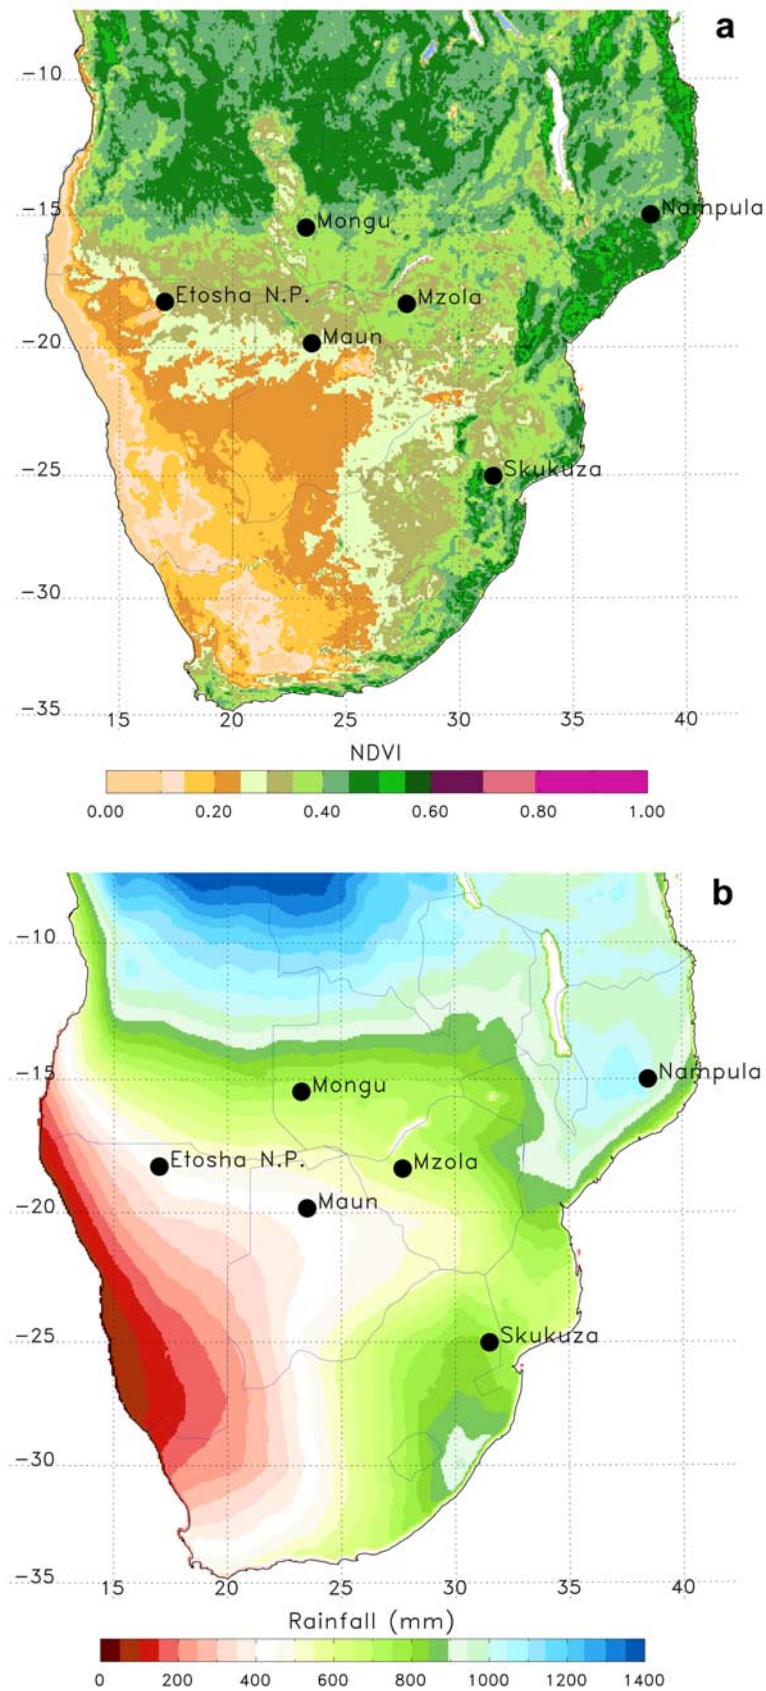 a
−10
−15
Nampula
Mongu
Etosha N.P.
Mzola
−20
Maun
−25
Skukuza
−30
−35
15 20 25 30 35 40
NDVI
0.00 0.20 0.40 0.60 0.80 1.00
b
−10
−15
Nampula
Mongu
Etosha N.P.
Mzola
Maun
−20
−25
Skukuza
−30
−35
15 20 25 30 35 40
Rainfall (mm)
0 200 400 600 800 1000 1200 1400